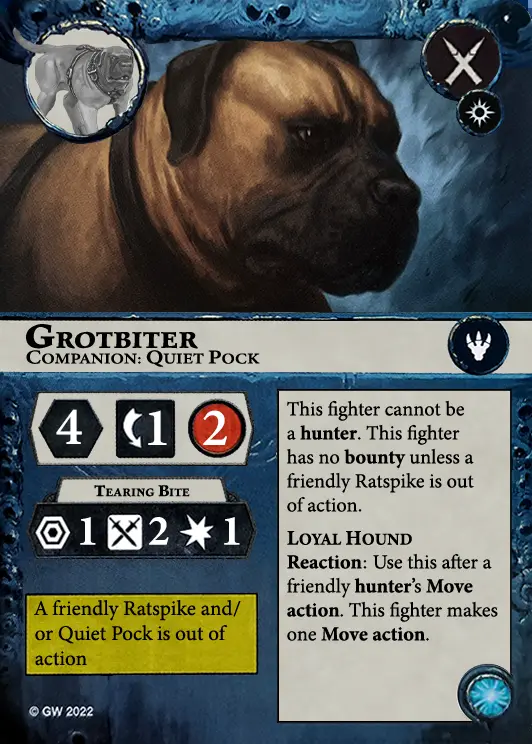 GROTBITER
COMPANION: QUIET POCK
4 1 2
TEARING BITE
1 2 1
A friendly Ratspike and/
or Quiet Pock is out of
action
This fighter cannot be
a hunter. This fighter
has no bounty unless a
friendly Ratspike is out
of action.
LOYAL HOUND
Reaction: Use this after a
friendly hunter's Move
action. This fighter makes
one Move action.
© GW 2022